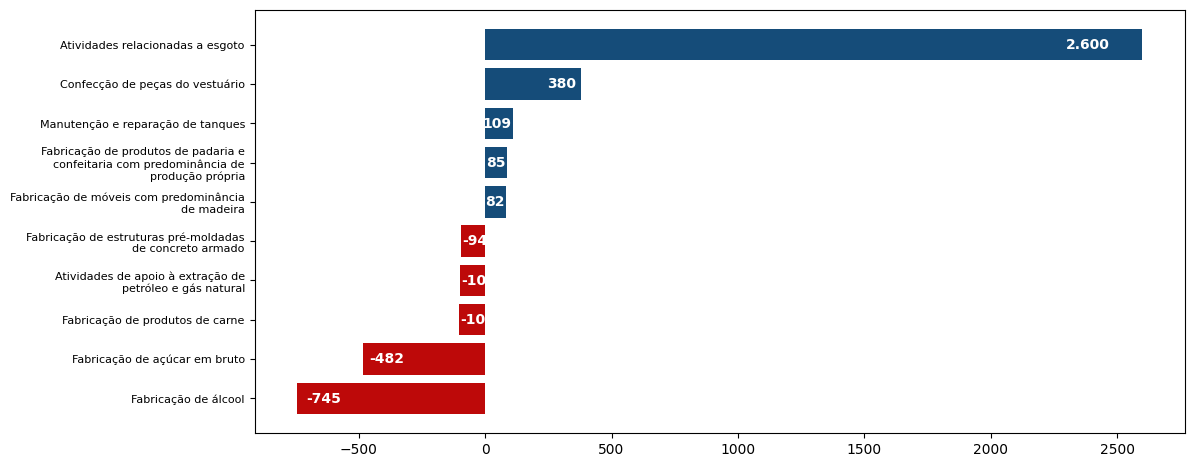 Atividades relacionadas a esgoto
2.600
Confecção de peças do vestuário
380
Manutenção e reparação de tanques
109
Fabricação de produtos de padaria e
confeitaria com predominância de
produção própria
85
Fabricação de móveis com predominância
de madeira
82
Fabricação de estruturas pré-moldadas
de concreto armado
-94
Atividades de apoio à extração de
petróleo e gás natural
-10
Fabricação de produtos de carne
-10
Fabricação de açúcar em bruto
-482
Fabricação de álcool
-745
−500 0 500 1000 1500 2000 2500